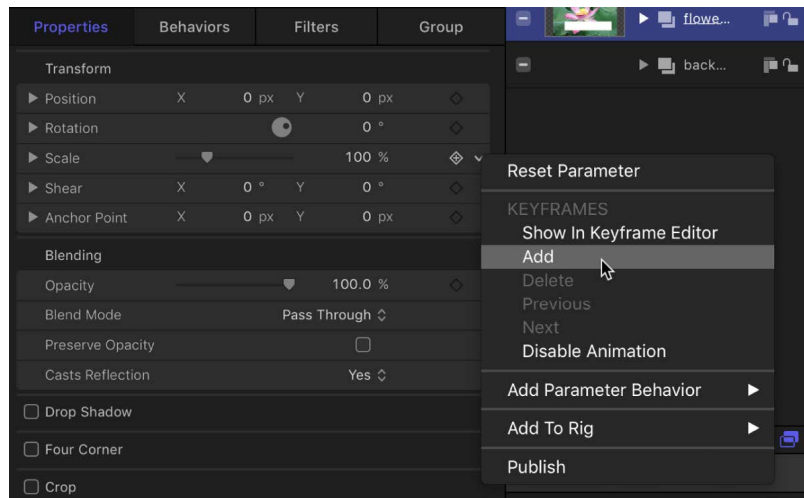 Properties Behaviors Filters Group
flowe...
back...
Transform
Position X 0 px Y 0 px
Rotation 0 °
Scale 100 %
Shear X 0 ° Y 0 °
Anchor Point X 0 px Y 0 px
Blending
Opacity 100.0 %
Blend Mode Pass Through
Preserve Opacity
Casts Reflection Yes
Drop Shadow
Four Corner
Crop
Reset Parameter
KEYFRAMES
Show In Keyframe Editor
Add
Delete
Previous
Next
Disable Animation
Add Parameter Behavior
Add To Rig
Publish